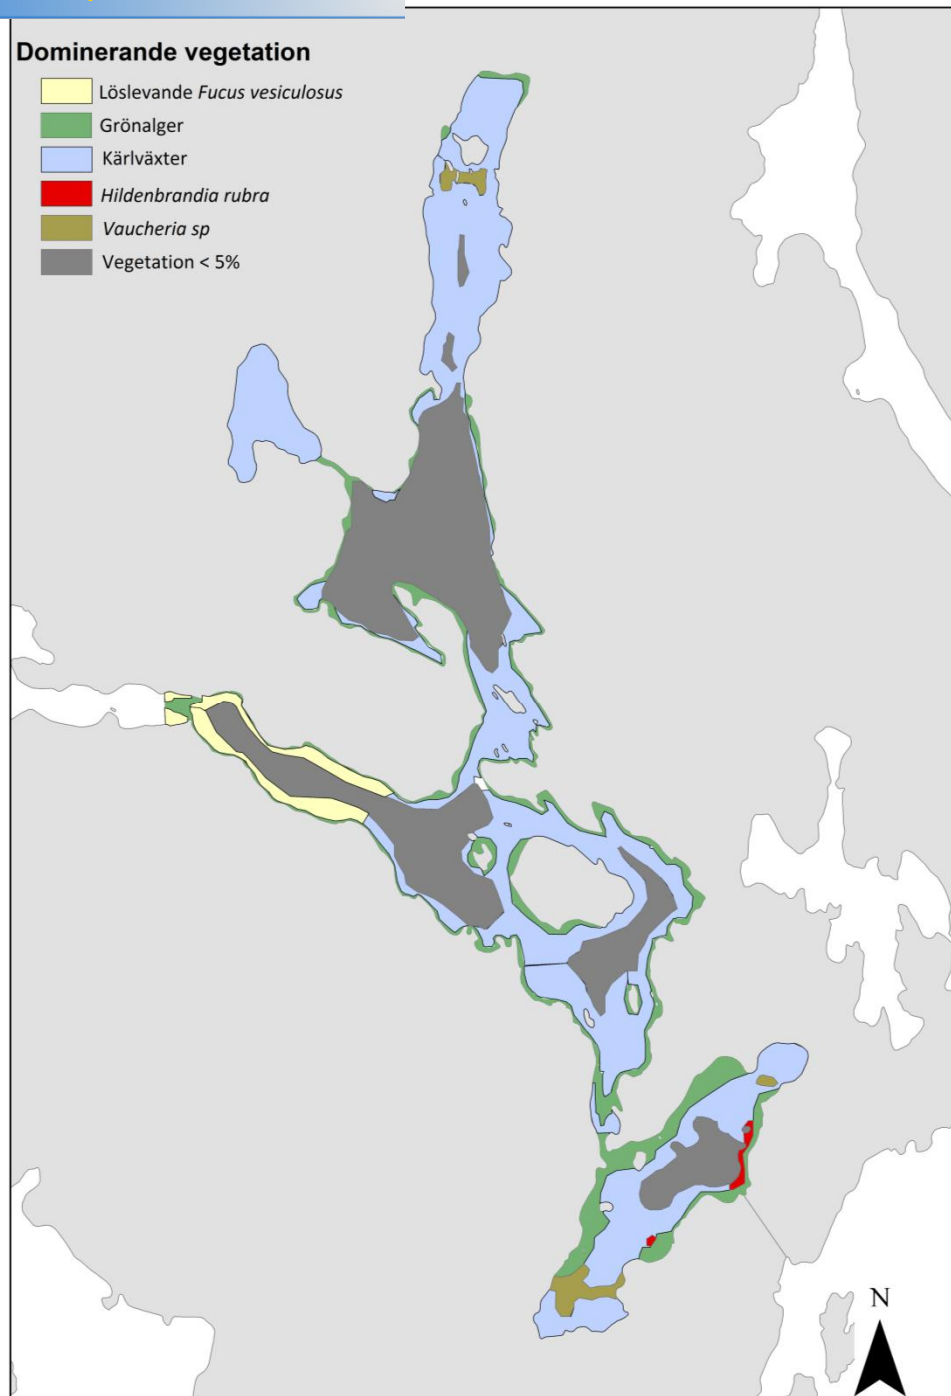 Dominerande vegetation
Löslevande Fucus vesiculosus
Grönalger
Kärlväxter
Hildenbrandia rubra
Vaucheria sp
Vegetation < 5%
N